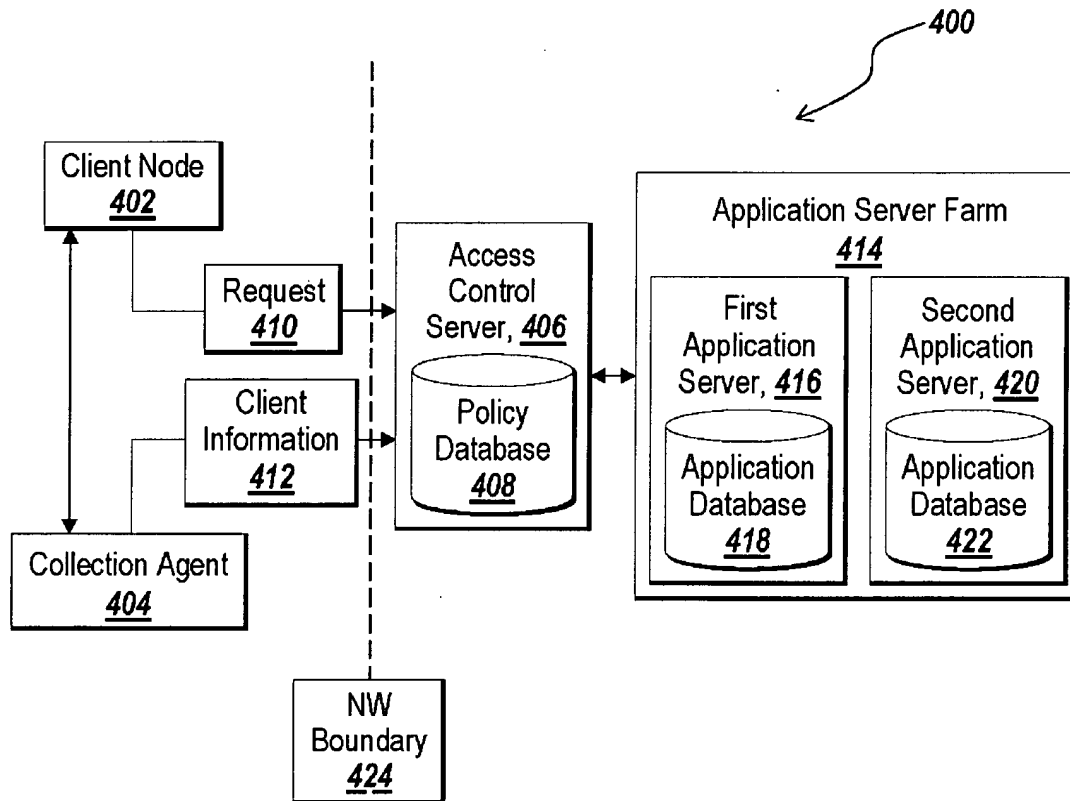 400
Client Node
402
Request
410
Client
Information
412
Collection Agent
404
NW
Boundary
424
Access
Control
Server, 406
Policy
Database
408
Application Server Farm
414
First
Application
Server, 416
Application
Database
418
Second
Application
Server, 420
Application
Database
422